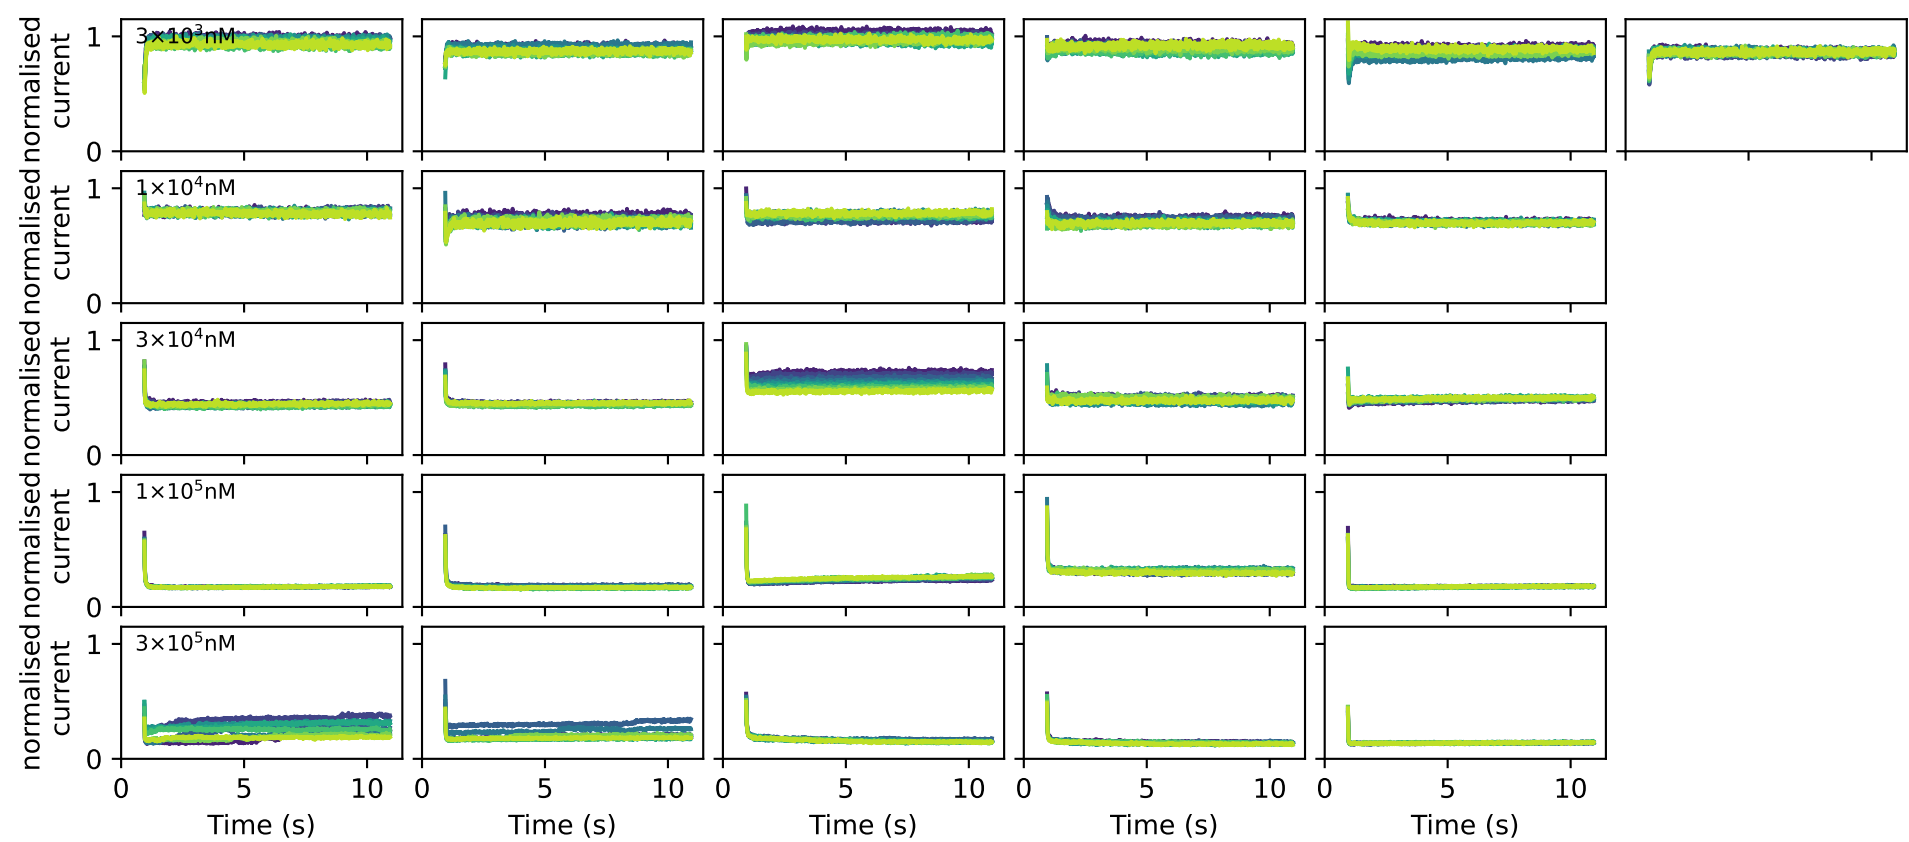 normalised
current
1
0
3×10³nM
normalised
current
1
0
1×10⁴nM
normalised
current
1
0
3×10⁴nM
normalised
current
1
0
1×10⁵nM
normalised
current
1
0
3×10⁵nM
0 5 10 0 5 10 0 5 10 0 5 10 0 5 10
Time (s) Time (s) Time (s) Time (s) Time (s)